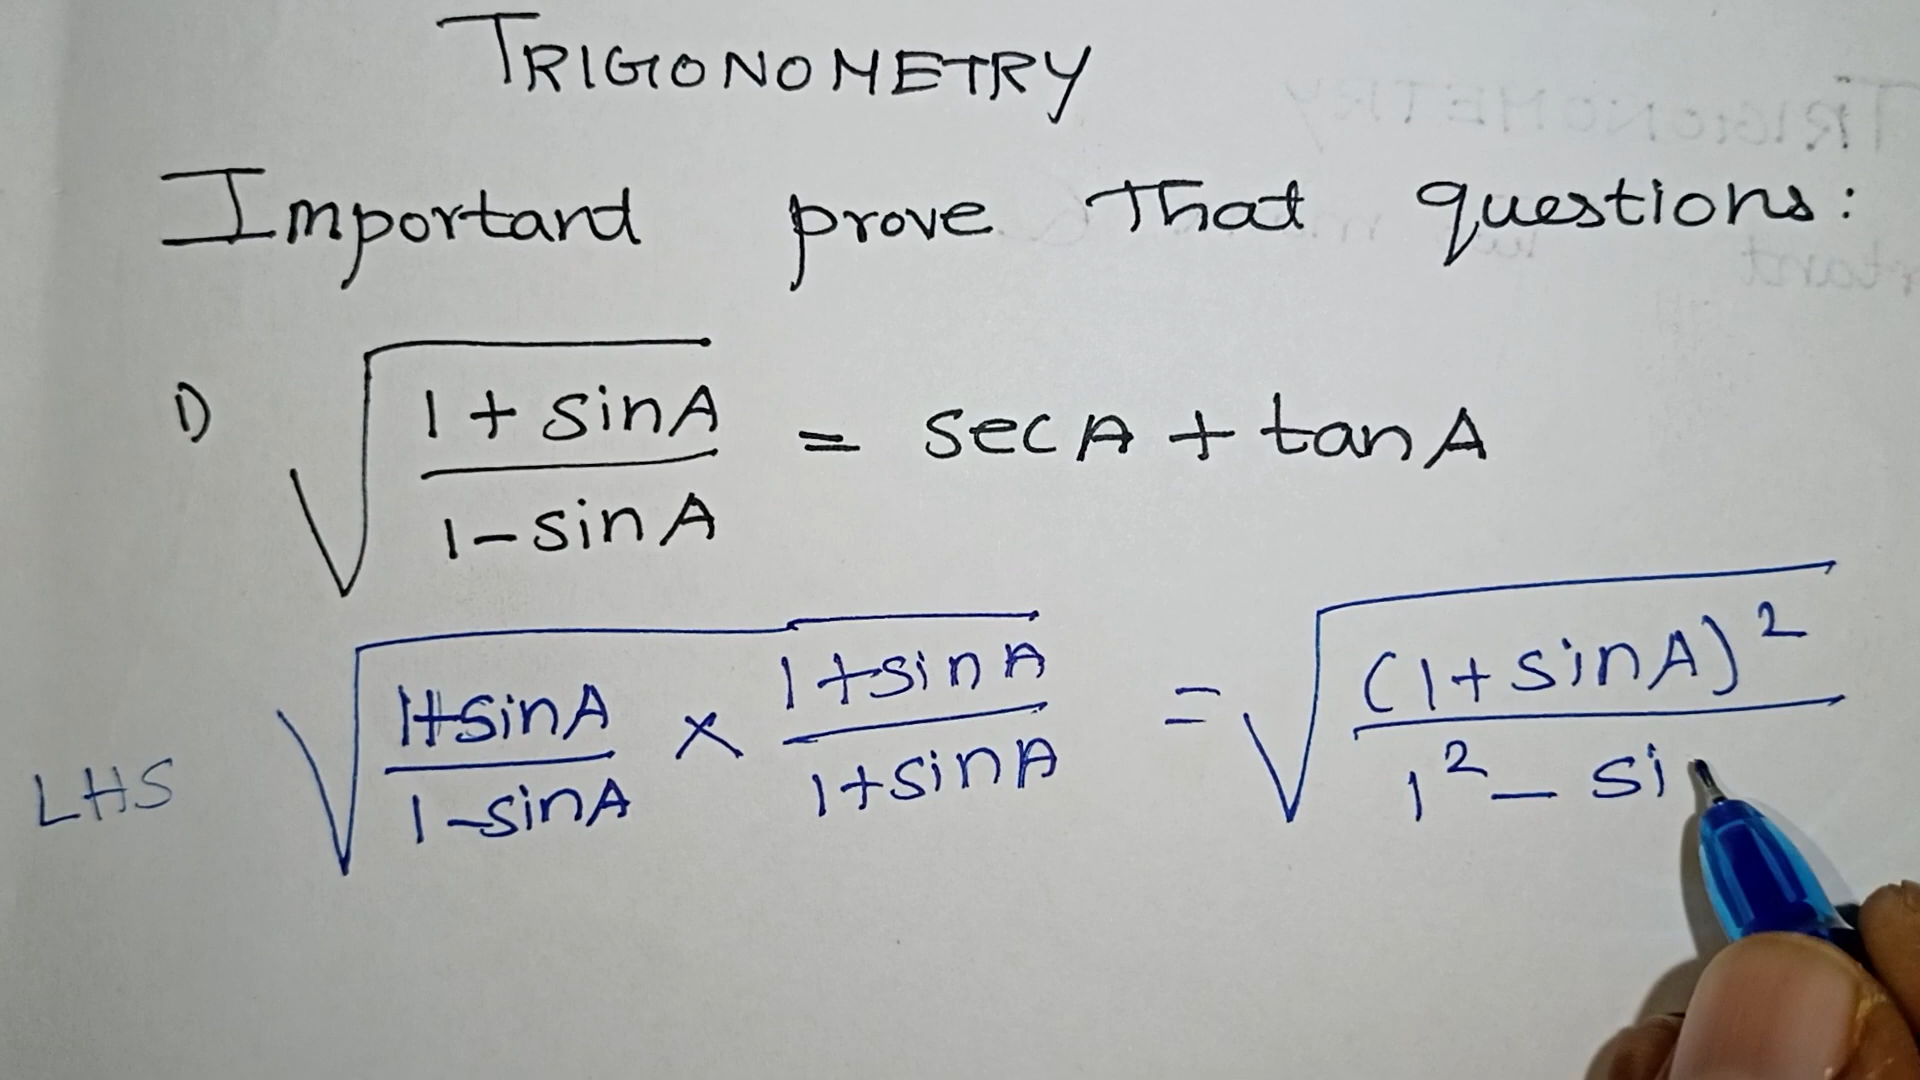 TRIGONOMETRY
Important prove that questions:
1) √((1 + sinA)/(1 - sinA)) = secA + tanA
LHS √((1+sinA)/(1-sinA) × (1+sinA)/(1+sinA)) = √((1+sinA)²/(1² - si